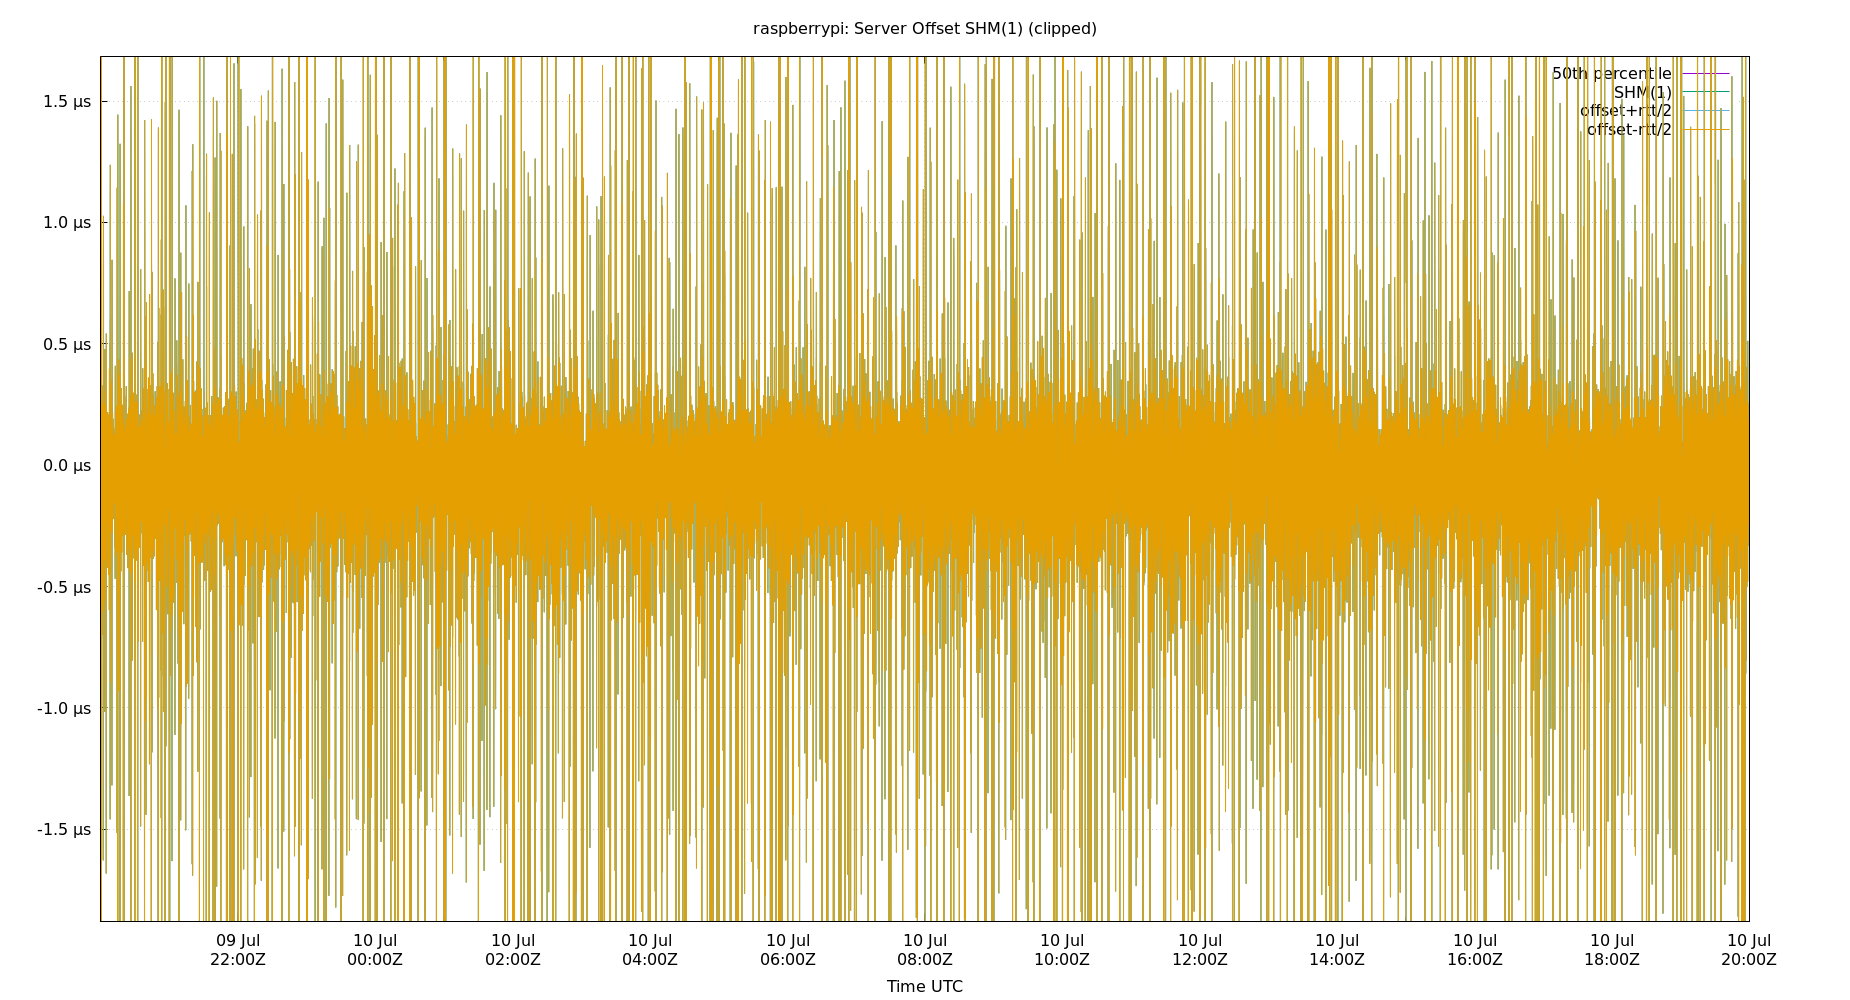 raspberrypi: Server Offset SHM(1) (clipped)
50th percentile
SHM(1)
offset+rtt/2
offset-rtt/2
1.5 µs
1.0 µs
0.5 µs
0.0 µs
-0.5 µs
-1.0 µs
-1.5 µs
09 Jul 10 Jul 10 Jul 10 Jul 10 Jul 10 Jul 10 Jul 10 Jul 10 Jul 10 Jul 10 Jul 10 Jul
22:00Z 00:00Z 02:00Z 04:00Z 06:00Z 08:00Z 10:00Z 12:00Z 14:00Z 16:00Z 18:00Z 20:00Z
Time UTC